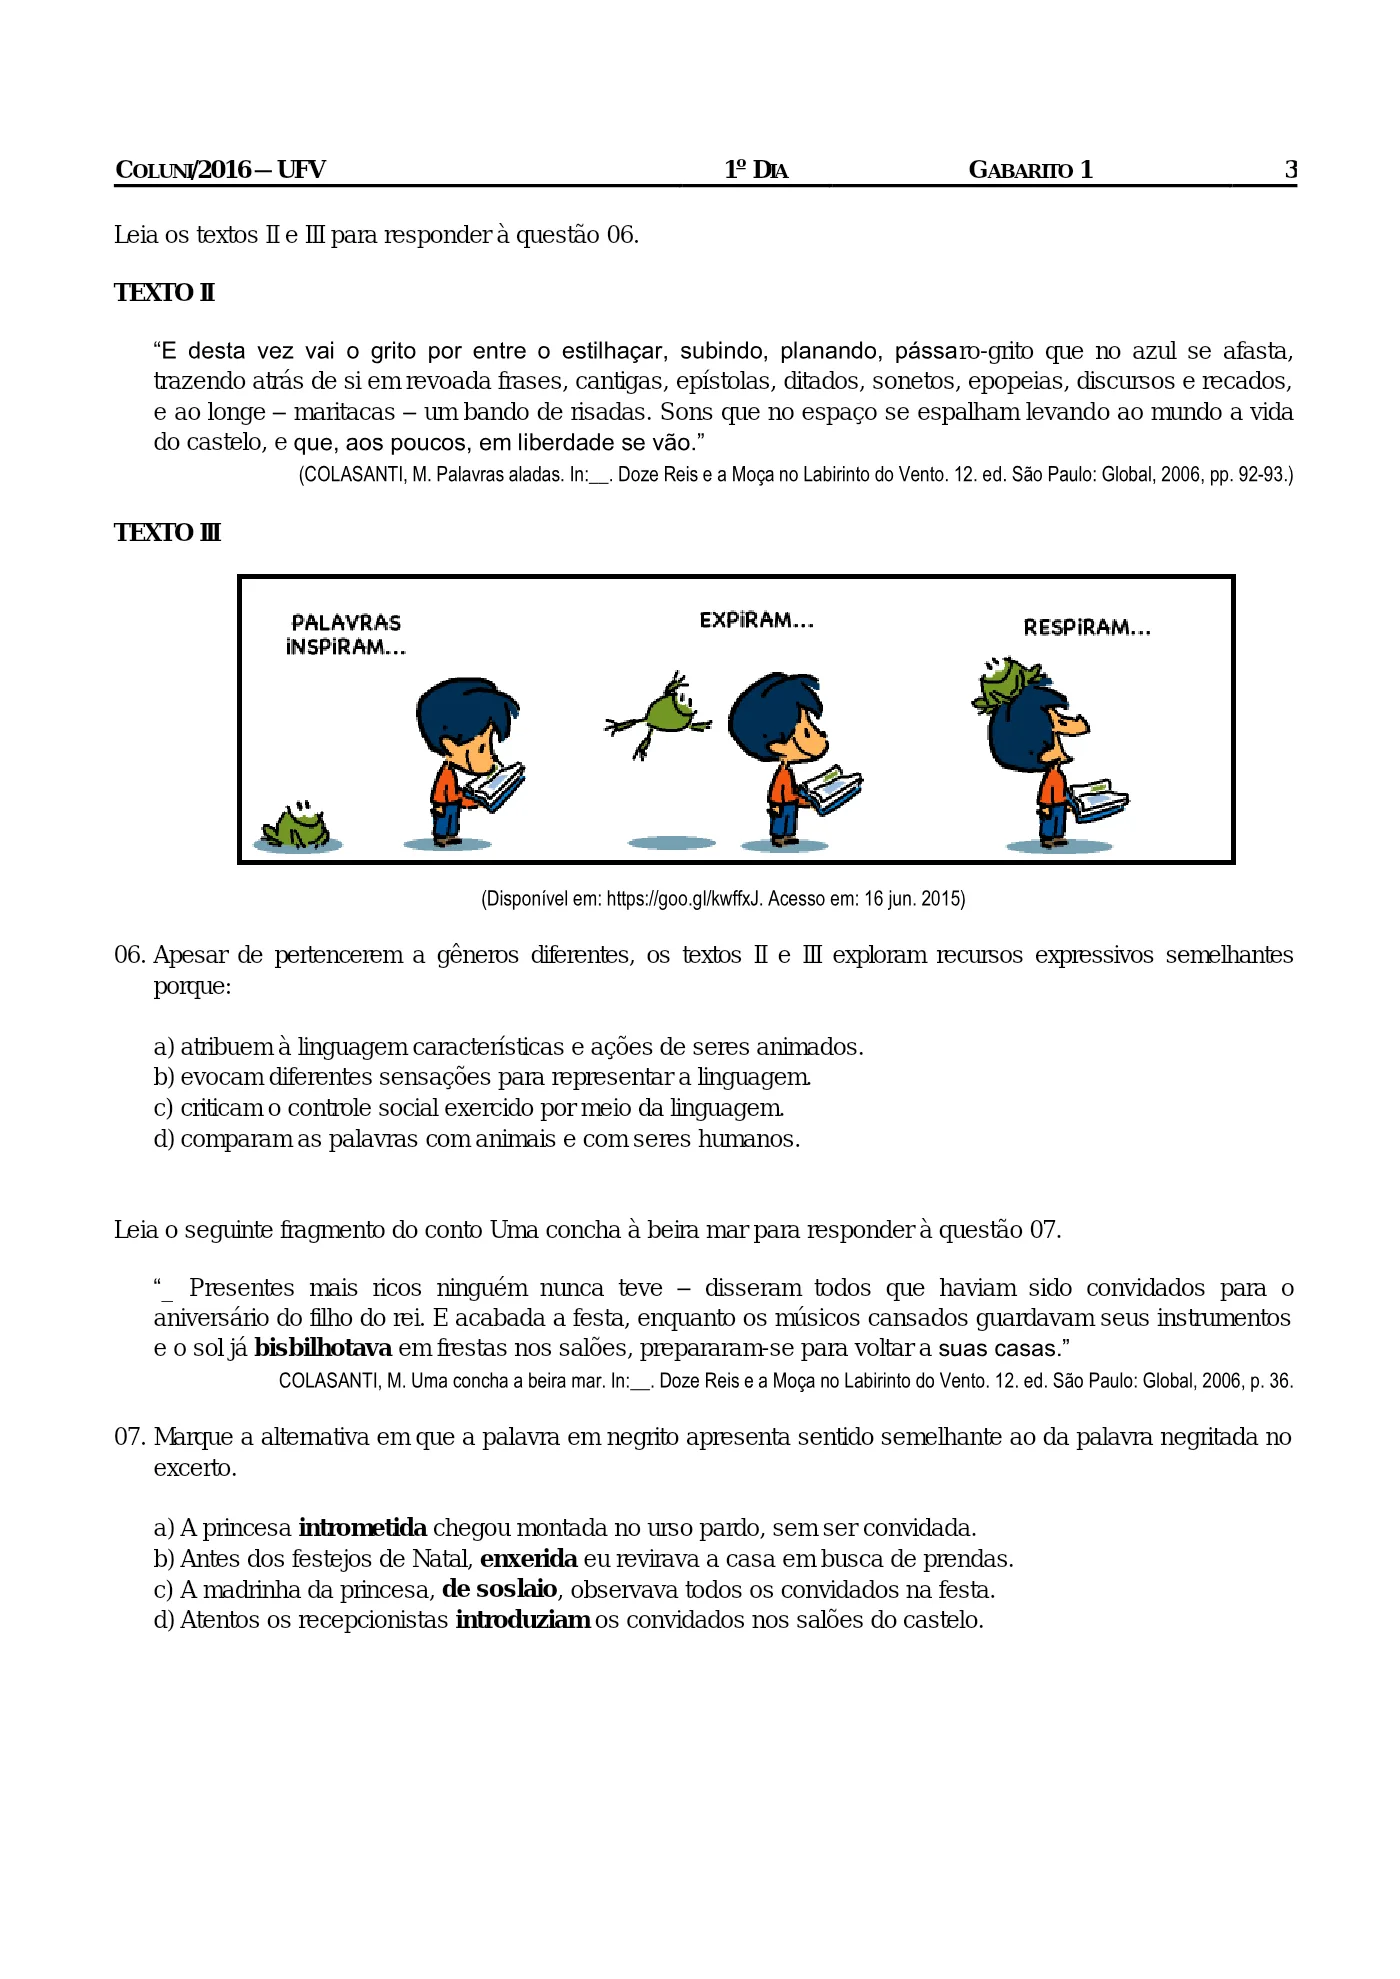 COLUNI/2016 – UFV 1º DIA GABARITO 1 3
Leia os textos II e III para responder à questão 06.
TEXTO II
“E desta vez vai o grito por entre o estilhaçar, subindo, planando, pássaro-grito que no azul se afasta,
trazendo atrás de si em revoada frases, cantigas, epístolas, ditados, sonetos, epopeias, discursos e recados,
e ao longe – maritacas – um bando de risadas. Sons que no espaço se espalham levando ao mundo a vida
do castelo, e que, aos poucos, em liberdade se vão.”
(COLASANTI, M. Palavras aladas. In:__. Doze Reis e a Moça no Labirinto do Vento. 12. ed. São Paulo: Global, 2006, pp. 92-93.)
TEXTO III
PALAVRAS
INSPIRAM...
EXPIRAM...
RESPIRAM...
(Disponível em: https://goo.gl/kwffxJ. Acesso em: 16 jun. 2015)
06. Apesar de pertencerem a gêneros diferentes, os textos II e III exploram recursos expressivos semelhantes
porque:
a) atribuem à linguagem características e ações de seres animados.
b) evocam diferentes sensações para representar a linguagem.
c) criticam o controle social exercido por meio da linguagem.
d) comparam as palavras com animais e com seres humanos.
Leia o seguinte fragmento do conto Uma concha à beira mar para responder à questão 07.
“_ Presentes mais ricos ninguém nunca teve – disseram todos que haviam sido convidados para o
aniversário do filho do rei. E acabada a festa, enquanto os músicos cansados guardavam seus instrumentos
e o sol já bisbilhotava em frestas nos salões, prepararam-se para voltar a suas casas.”
COLASANTI, M. Uma concha a beira mar. In:__. Doze Reis e a Moça no Labirinto do Vento. 12. ed. São Paulo: Global, 2006, p. 36.
07. Marque a alternativa em que a palavra em negrito apresenta sentido semelhante ao da palavra negritada no
excerto.
a) A princesa intrometida chegou montada no urso pardo, sem ser convidada.
b) Antes dos festejos de Natal, enxerida eu revirava a casa em busca de prendas.
c) A madrinha da princesa, de soslaio, observava todos os convidados na festa.
d) Atentos os recepcionistas introduziam os convidados nos salões do castelo.